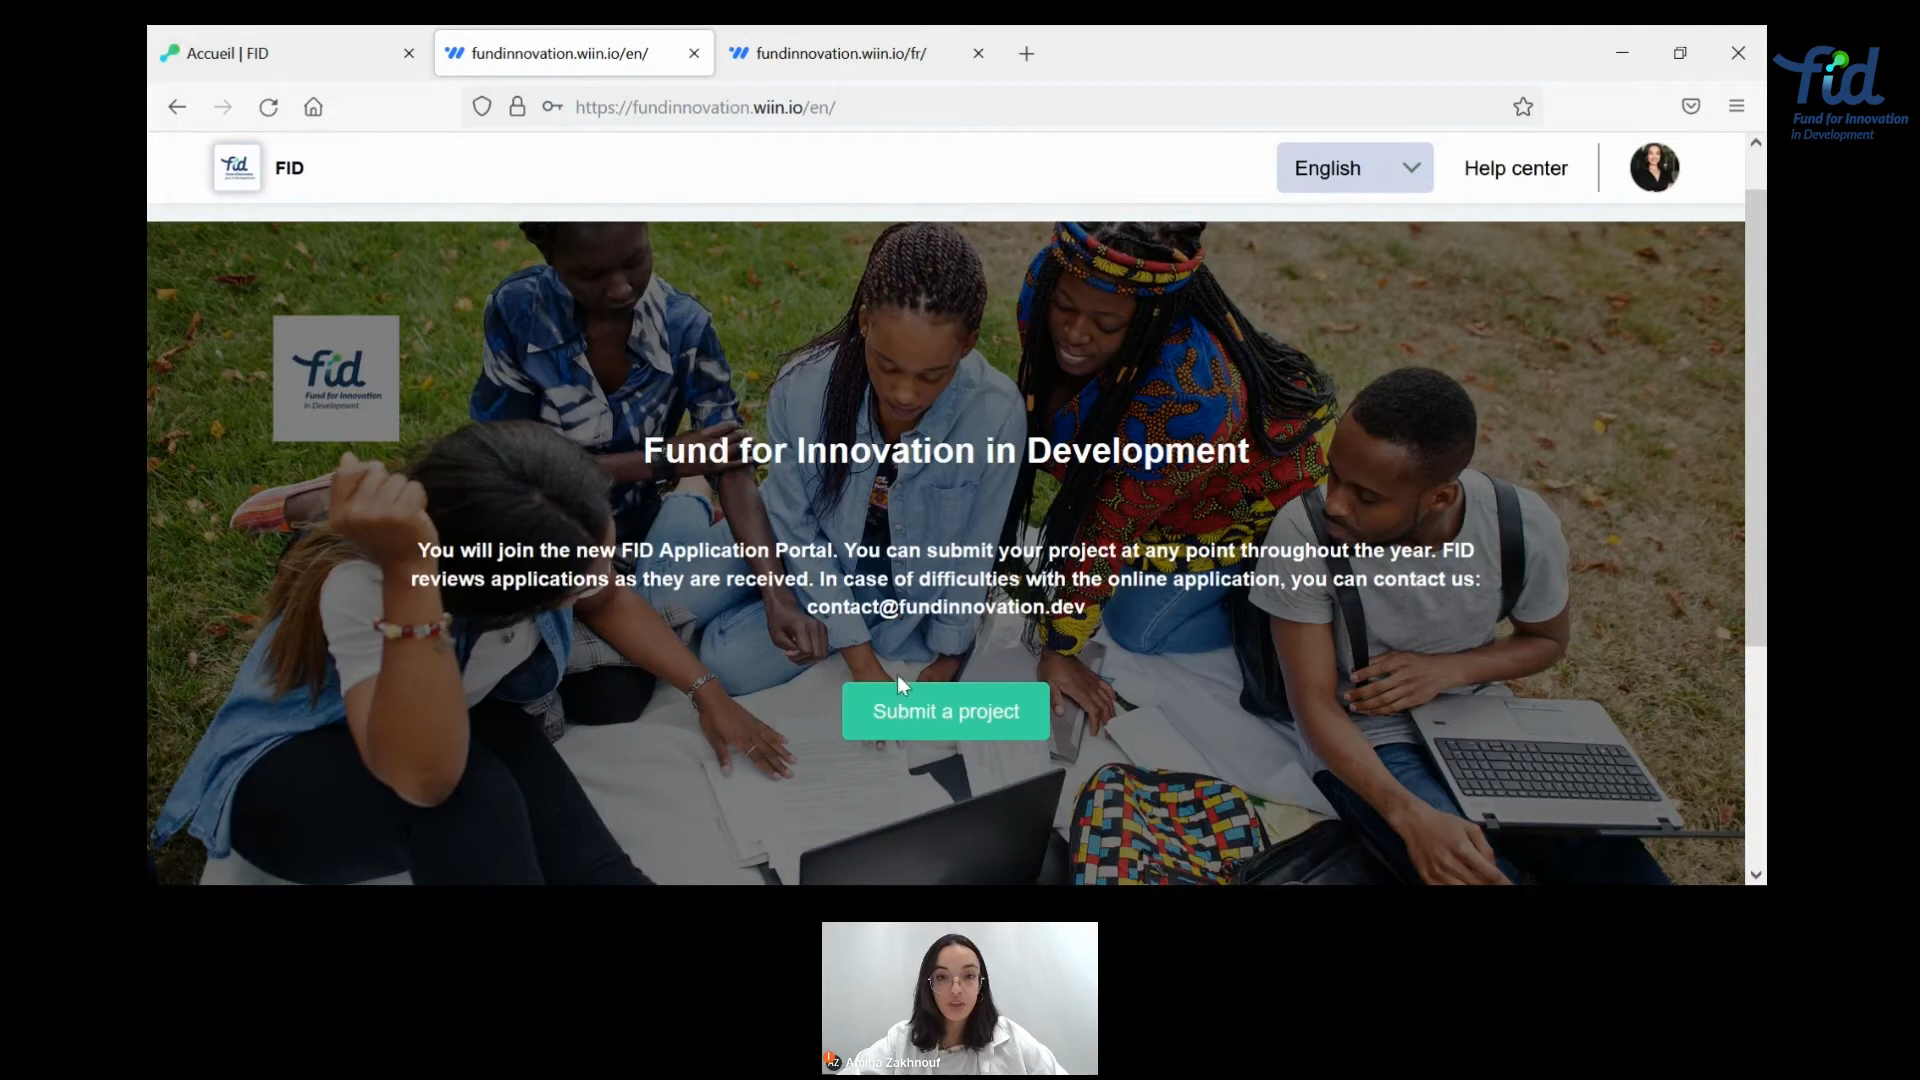 Accueil | FID
fundinnovation.wiin.io/en/
fundinnovation.wiin.io/fr/
https://fundinnovation.wiin.io/en/
fid
Fund for Innovation
in Development
fid
FID
English
Help center
fid
Fund for Innovation
in Development
Fund for Innovation in Development
You will join the new FID Application Portal. You can submit your project at any point throughout the year. FID
reviews applications as they are received. In case of difficulties with the online application, you can contact us:
contact@fundinnovation.dev
Submit a project
AZ
Amina Zakhnouf